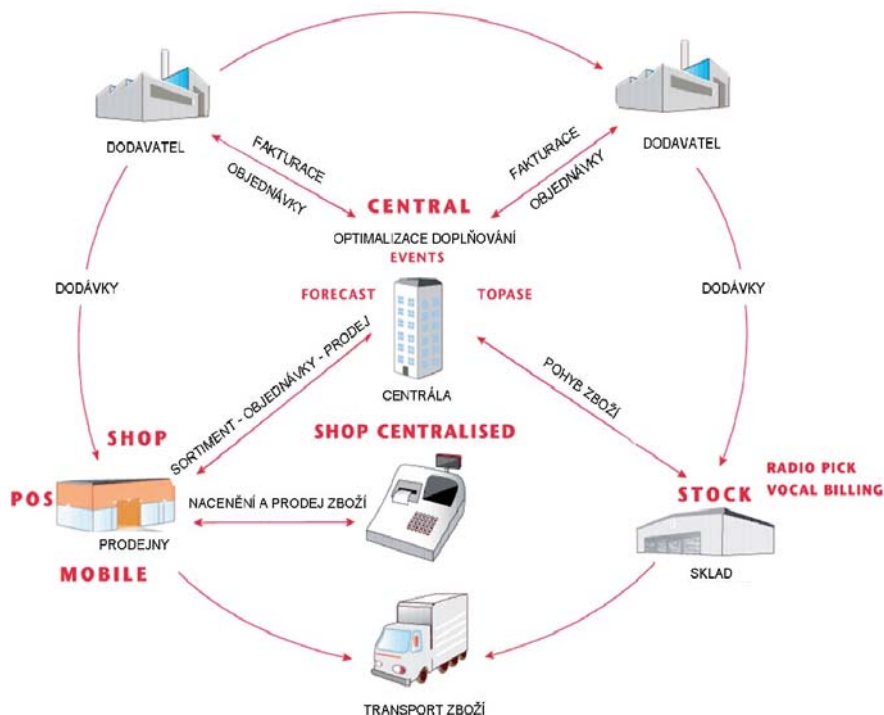 DODAVATEL
DODAVATEL
FAKTURACE
OBJEDNÁVKY
FAKTURACE
OBJEDNÁVKY
CENTRAL
OPTIMALIZACE DOPLŇOVÁNÍ
EVENTS
FORECAST
TOPASE
DODÁVKY
DODÁVKY
SORTIMENT - OBJEDNÁVKY - PRODEJ
POHYB ZBOŽÍ
CENTRÁLA
SHOP
SHOP CENTRALISED
POS
NACENĚNÍ A PRODEJ ZBOŽÍ
STOCK
RADIO PICK
VOCAL BILLING
PRODEJNY
MOBILE
SKLAD
TRANSPORT ZBOŽÍ